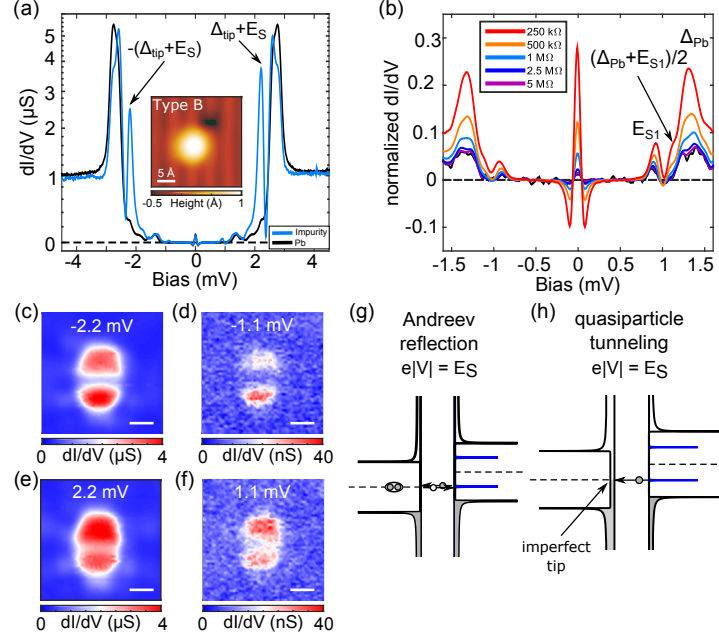 (a)
-(Δtip+ES)
Δtip+ES
5
4
3
2
1
0
dI/dV (µS)
Type B
5 Å
-0.5
1
Height (Å)
Impurity
Pb
-4
-2
0
2
4
Bias (mV)
(b)
250 kΩ
500 kΩ
1 MΩ
2.5 MΩ
5 MΩ
ΔPb
(ΔPb+ES1)/2
ES1
0.3
0.2
0.1
0
-0.1
normalized dI/dV
-1.5
-1
-0.5
0
0.5
1
1.5
Bias (mV)
(c)
-2.2 mV
0
4
dI/dV (µS)
(d)
-1.1 mV
0
40
dI/dV (nS)
(e)
2.2 mV
0
4
dI/dV (µS)
(f)
1.1 mV
0
40
dI/dV (nS)
(g)
Andreev
reflection
e|V| = ES
(h)
quasiparticle
tunneling
e|V| = ES
imperfect
tip